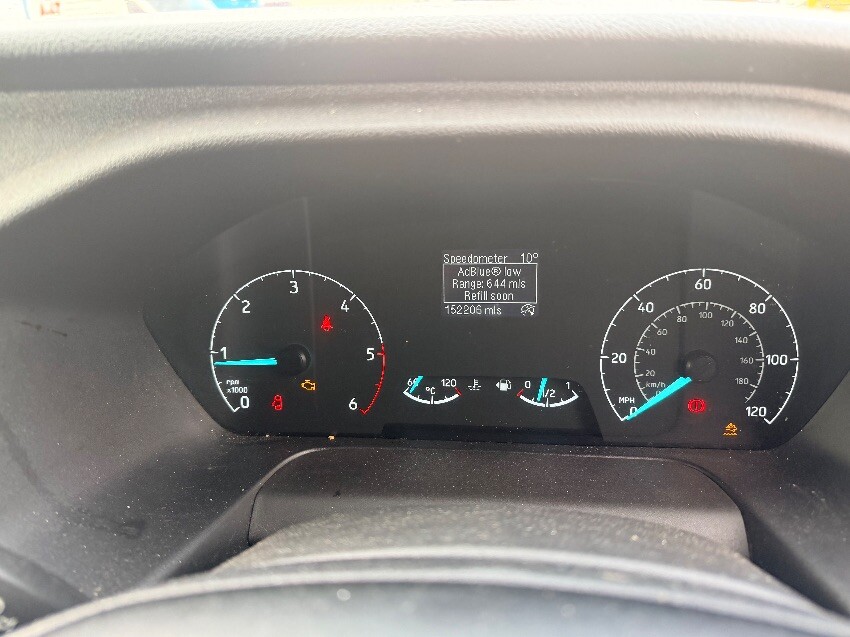 Speedometer 10°
AdBlue® low
Range: 644 mls
Refill soon
152206 mls
0
1
2
3
4
5
6
rpm
x1000
60
°C
120
0
1/2
1
0
20
40
60
80
100
120
MPH
20
40
60
80
100
120
140
160
180
km/h